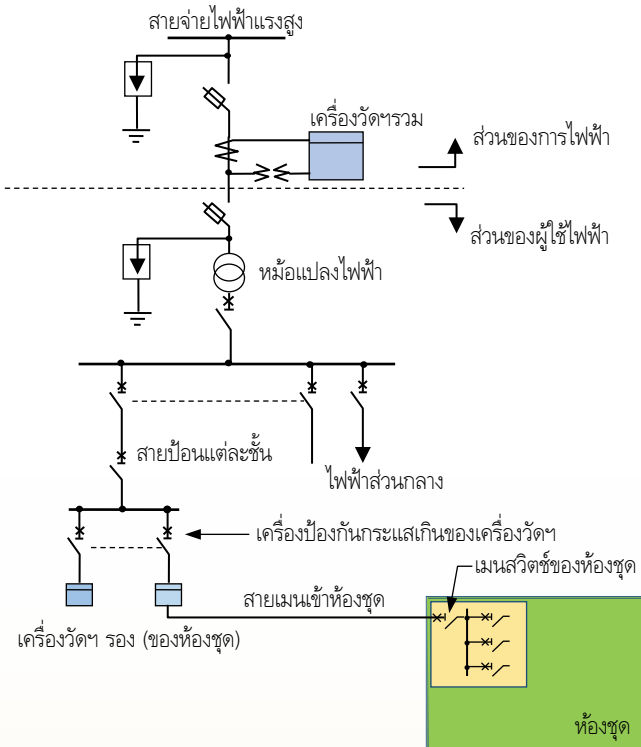 สายจ่ายไฟฟ้าแรงสูง
เครื่องวัดฯรวม
ส่วนของการไฟฟ้า
ส่วนของผู้ใช้ไฟฟ้า
หม้อแปลงไฟฟ้า
สายป้อนแต่ละชั้น
ไฟฟ้าส่วนกลาง
เครื่องป้องกันกระแสเกินของเครื่องวัดฯ
เมนสวิตช์ของห้องชุด
สายเมนเข้าห้องชุด
เครื่องวัดฯ รอง (ของห้องชุด)
ห้องชุด